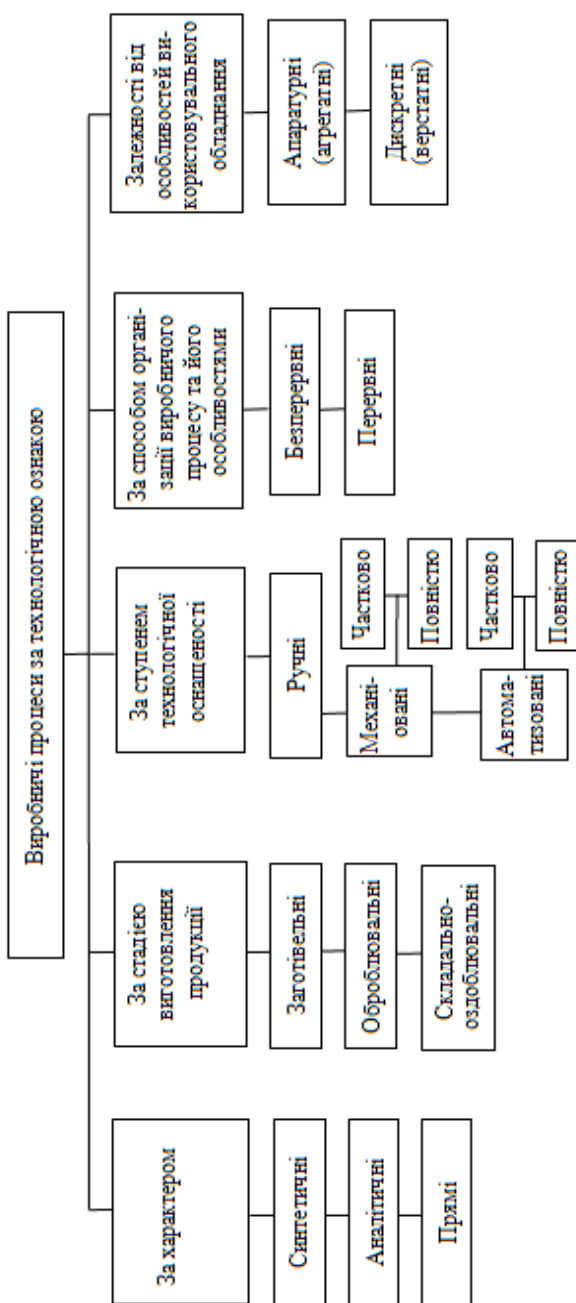 Виробничі процеси за технологічною ознакою
За характером
Синтетичні
Аналітичні
Прямі
За стадією
виготовлення
продукції
Заготівельні
Оброблювальні
Складально-
оздоблювальні
За ступенем
технологічної
оснащеності
Ручні
Механі-
овані
Частково
Повністю
Автома-
тизовані
Частково
Повністю
За способом органі-
зації виробничого
процесу та його
особливостями
Безперервні
Перервні
Залежності від
особливостей ви-
користовувального
обладнання
Апаратурні
(агрегатні)
Дискретні
(верстатні)